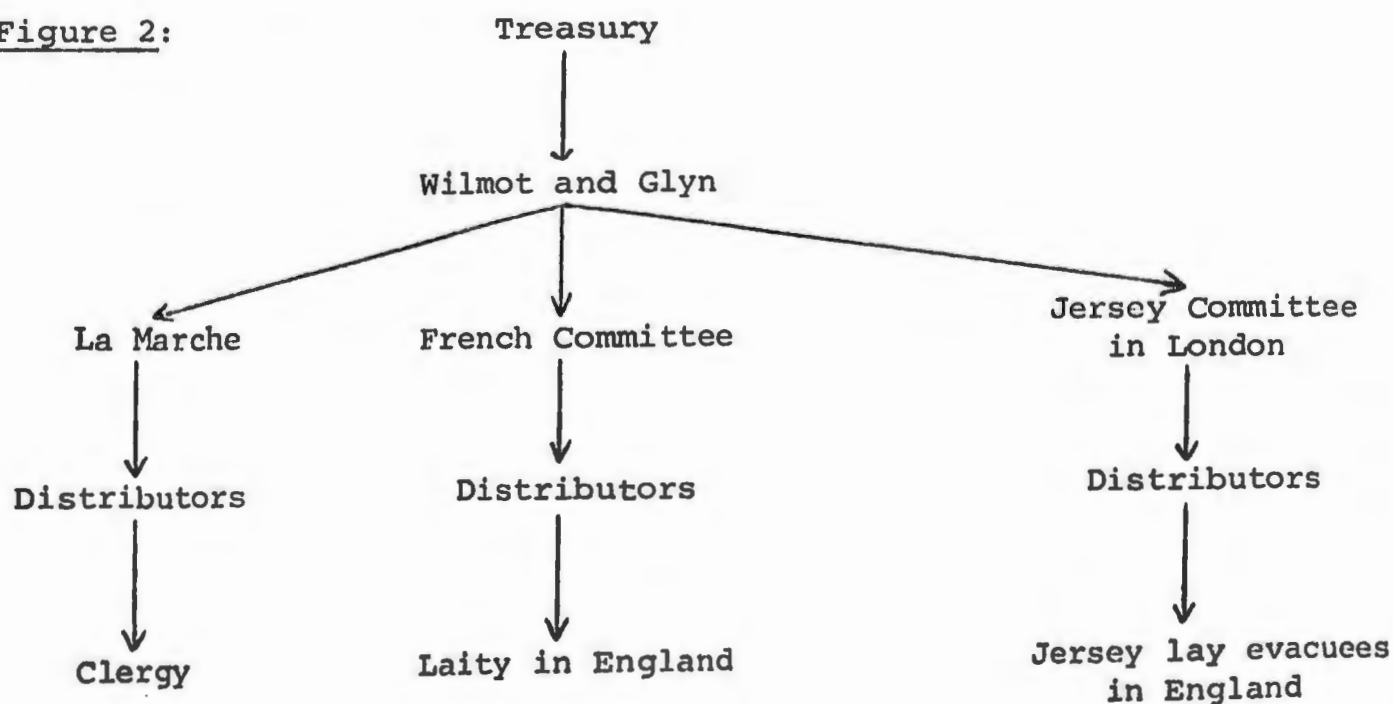 Figure 2:
Treasury
Wilmot and Glyn
La Marche
French Committee
Jersey Committee
in London
Distributors
Distributors
Distributors
Clergy
Laity in England
Jersey lay evacuees
in England